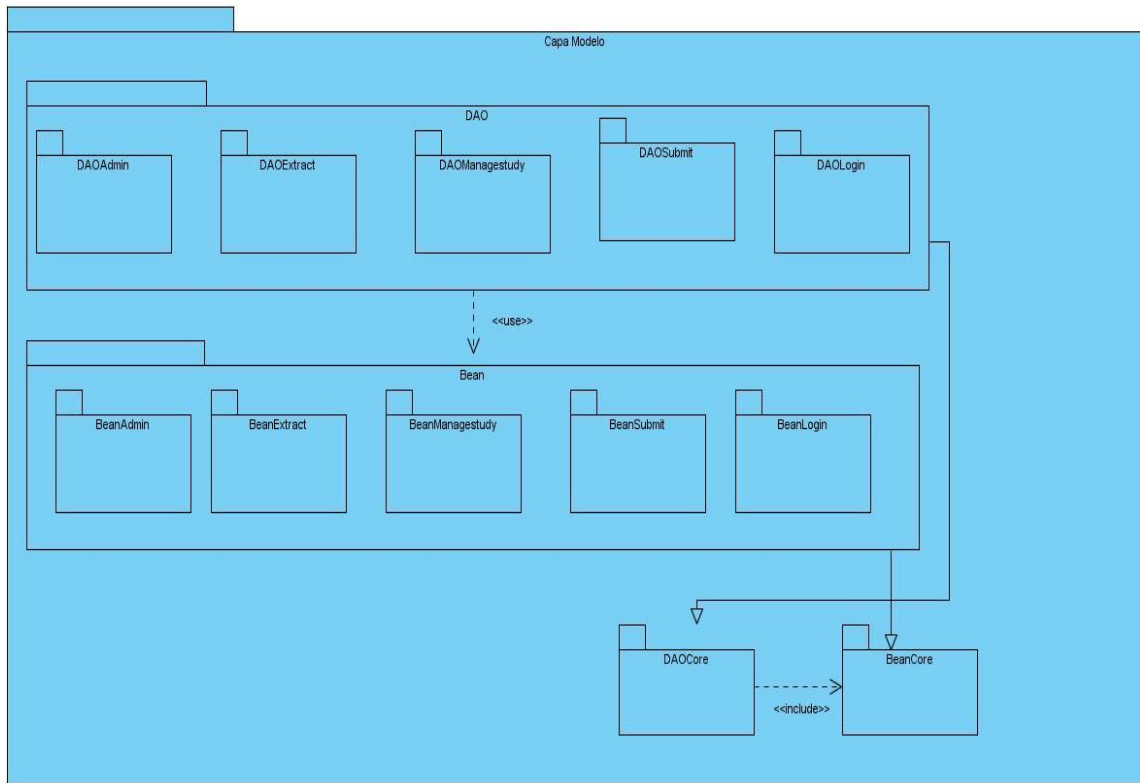 Capa Modelo
DAO
DAOAdmin
DAOExtract
DAOManagestudy
DAOSubmit
DAOLogin
<<use>>
Bean
BeanAdmin
BeanExtract
BeanManagestudy
BeanSubmit
BeanLogin
DAOCore
BeanCore
<<include>>